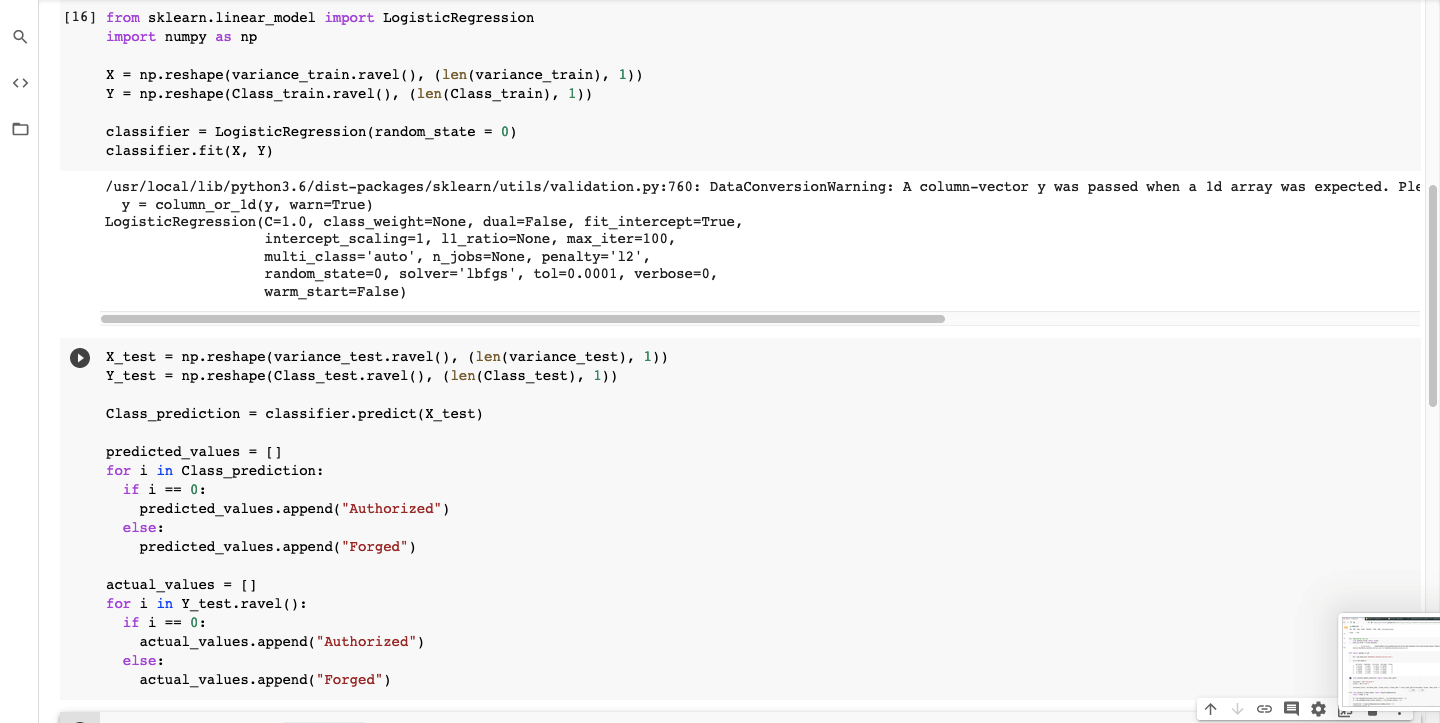 [16] from sklearn.linear_model import LogisticRegression
import numpy as np
X = np.reshape(variance_train.ravel(), (len(variance_train), 1))
Y = np.reshape(Class_train.ravel(), (len(Class_train), 1))
classifier = LogisticRegression(random_state = 0)
classifier.fit(X, Y)
/usr/local/lib/python3.6/dist-packages/sklearn/utils/validation.py:760: DataConversionWarning: A column-vector y was passed when a 1d array was expected. Ple
  y = column_or_1d(y, warn=True)
LogisticRegression(C=1.0, class_weight=None, dual=False, fit_intercept=True,
                   intercept_scaling=1, l1_ratio=None, max_iter=100,
                   multi_class='auto', n_jobs=None, penalty='l2',
                   random_state=0, solver='lbfgs', tol=0.0001, verbose=0,
                   warm_start=False)
X_test = np.reshape(variance_test.ravel(), (len(variance_test), 1))
Y_test = np.reshape(Class_test.ravel(), (len(Class_test), 1))
Class_prediction = classifier.predict(X_test)
predicted_values = []
for i in Class_prediction:
  if i == 0:
    predicted_values.append("Authorized")
  else:
    predicted_values.append("Forged")
actual_values = []
for i in Y_test.ravel():
  if i == 0:
    actual_values.append("Authorized")
  else:
    actual_values.append("Forged")